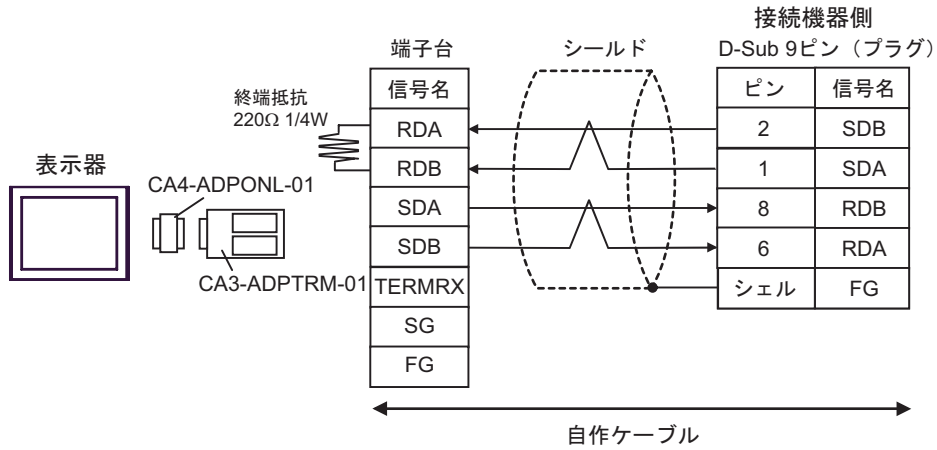 接続機器側
端子台
シールド
D-Sub 9ピン（プラグ）
信号名
ピン
信号名
終端抵抗
220Ω 1/4W
RDA
2
SDB
表示器
RDB
1
SDA
CA4-ADPONL-01
SDA
8
RDB
SDB
6
RDA
CA3-ADPTRM-01
TERMRX
シェル
FG
SG
FG
自作ケーブル